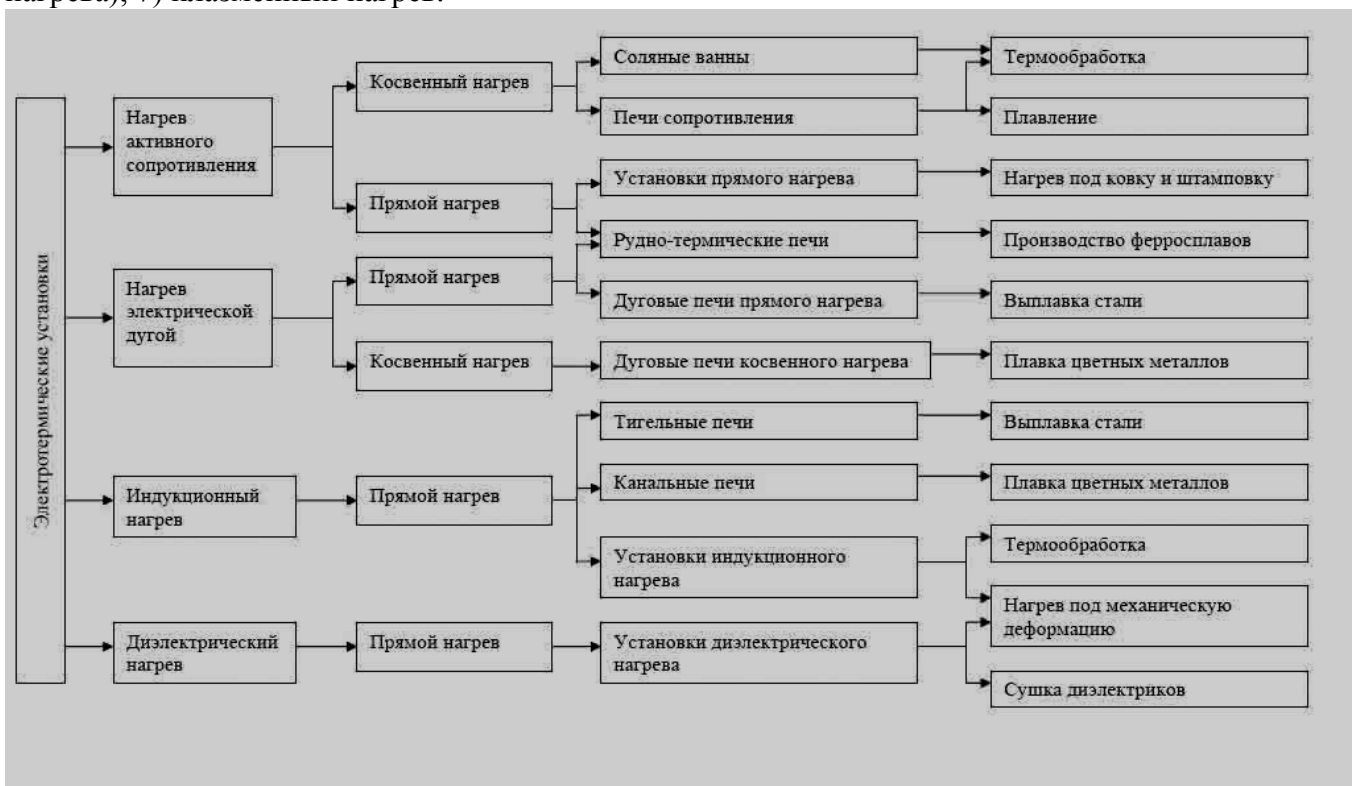 Электротермические установки
Нагрев
активного
сопротивления
Нагрев
электрической
дугой
Индукционный
нагрев
Диэлектрический
нагрев
Косвенный нагрев
Прямой нагрев
Прямой нагрев
Косвенный нагрев
Прямой нагрев
Прямой нагрев
Соляные ванны
Печи сопротивления
Установки прямого нагрева
Рудно-термические печи
Дуговые печи прямого нагрева
Дуговые печи косвенного нагрева
Тигельные печи
Канальные печи
Установки индукционного
нагрева
Установки диэлектрического
нагрева
Термообработка
Плавление
Нагрев под ковку и штамповку
Производство ферросплавов
Выплавка стали
Плавка цветных металлов
Выплавка стали
Плавка цветных металлов
Термообработка
Нагрев под механическую
деформацию
Сушка диэлектриков